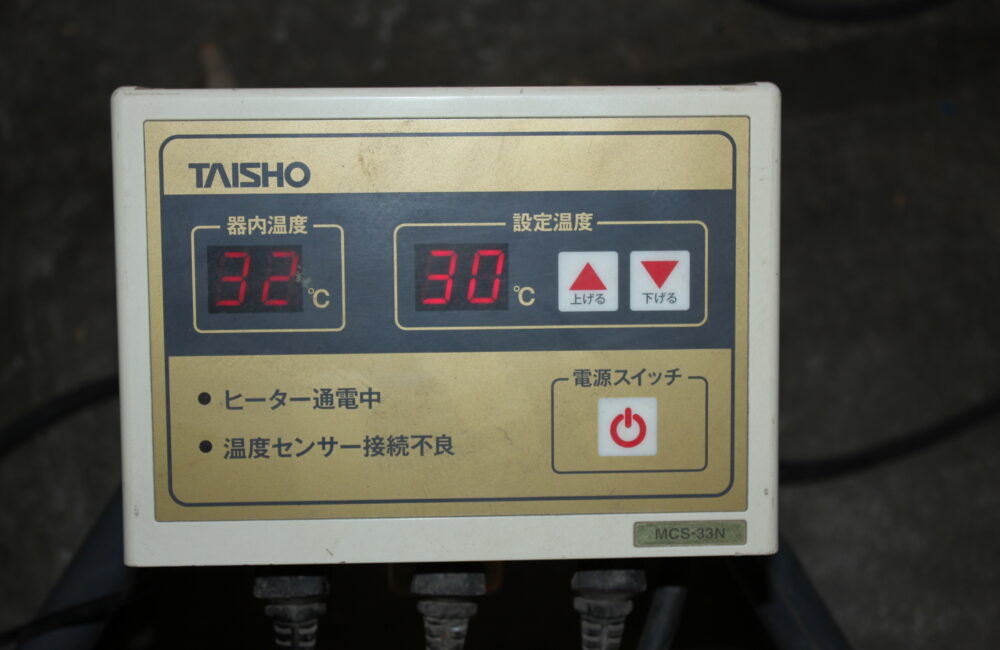 TAISHO
器内温度
32 ℃
設定温度
30 ℃
上げる
下げる
ヒーター通電中
温度センサー接続不良
電源スイッチ
MCS-33N